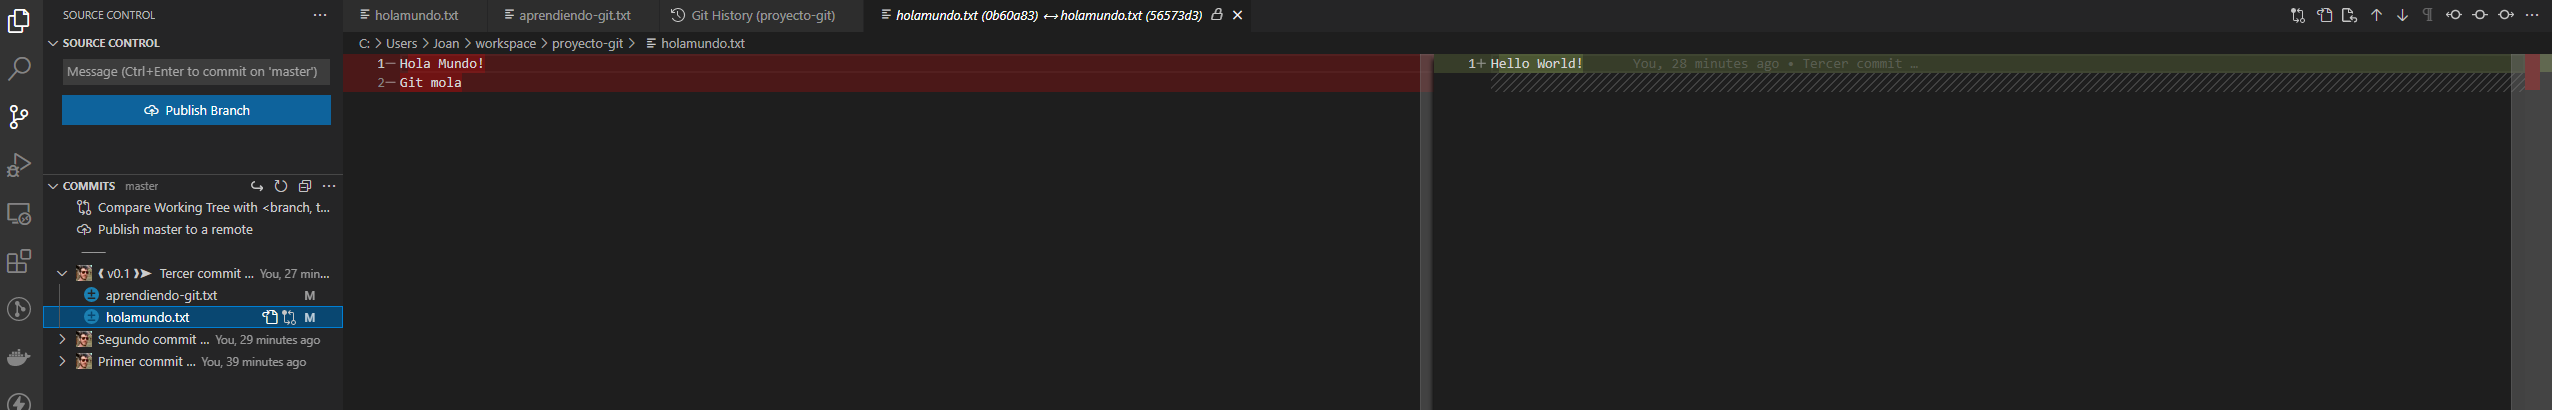 SOURCE CONTROL ...
SOURCE CONTROL
Message (Ctrl+Enter to commit on 'master')
Publish Branch
COMMITS master ...
Compare Working Tree with <branch, t...
Publish master to a remote
v0.1 Tercer commit ... You, 27 min...
aprendiendo-git.txt M
holamundo.txt M
Segundo commit ... You, 29 minutes ago
Primer commit ... You, 39 minutes ago
holamundo.txt
aprendiendo-git.txt
Git History (proyecto-git)
holamundo.txt (0b60a83) ↔ holamundo.txt (56573d3)
C: > Users > Joan > workspace > proyecto-git > holamundo.txt
1— Hola Mundo!
2— Git mola
1+ Hello World! You, 28 minutes ago • Tercer commit …